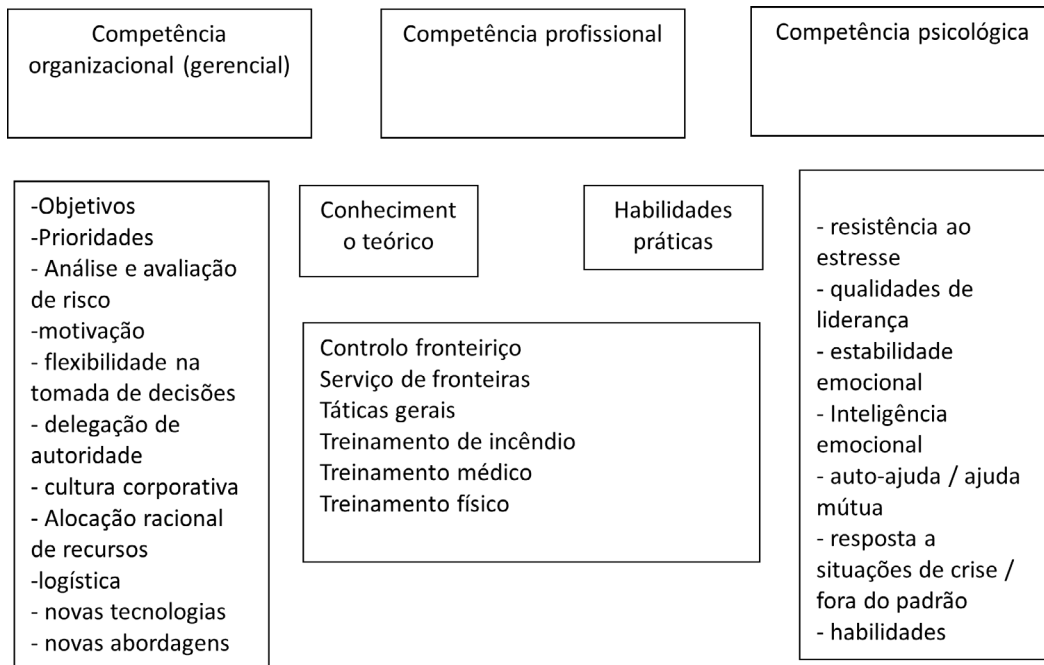 Competência
organizacional (gerencial)
Competência profissional
Competência psicológica
-Objetivos
-Prioridades
- Análise e avaliação
de risco
-motivação
- flexibilidade na
tomada de decisões
- delegação de
autoridade
- cultura corporativa
- Alocação racional
de recursos
-logística
- novas tecnologias
- novas abordagens
Conheciment
o teórico
Habilidades
práticas
Controlo fronteiriço
Serviço de fronteiras
Táticas gerais
Treinamento de incêndio
Treinamento médico
Treinamento físico
- resistência ao
estresse
- qualidades de
liderança
- estabilidade
emocional
- Inteligência
emocional
- auto-ajuda / ajuda
mútua
- resposta a
situações de crise /
fora do padrão
- habilidades